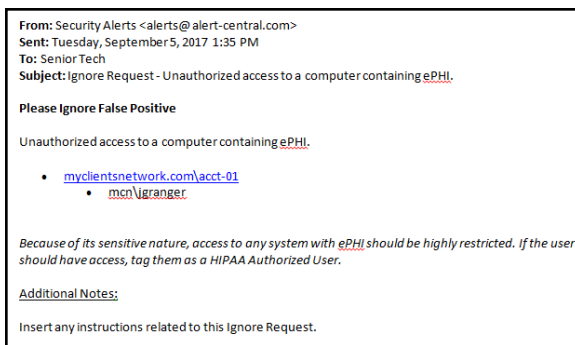 From: Security Alerts <alerts@alert-central.com>
Sent: Tuesday, September 5, 2017 1:35 PM
To: Senior Tech
Subject: Ignore Request - Unauthorized access to a computer containing ePHI.
Please Ignore False Positive
Unauthorized access to a computer containing ePHI.
• myclientsnetwork.com\acct-01
• mcn\jgranger
Because of its sensitive nature, access to any system with ePHI should be highly restricted. If the user
should have access, tag them as a HIPAA Authorized User.
Additional Notes:
Insert any instructions related to this Ignore Request.